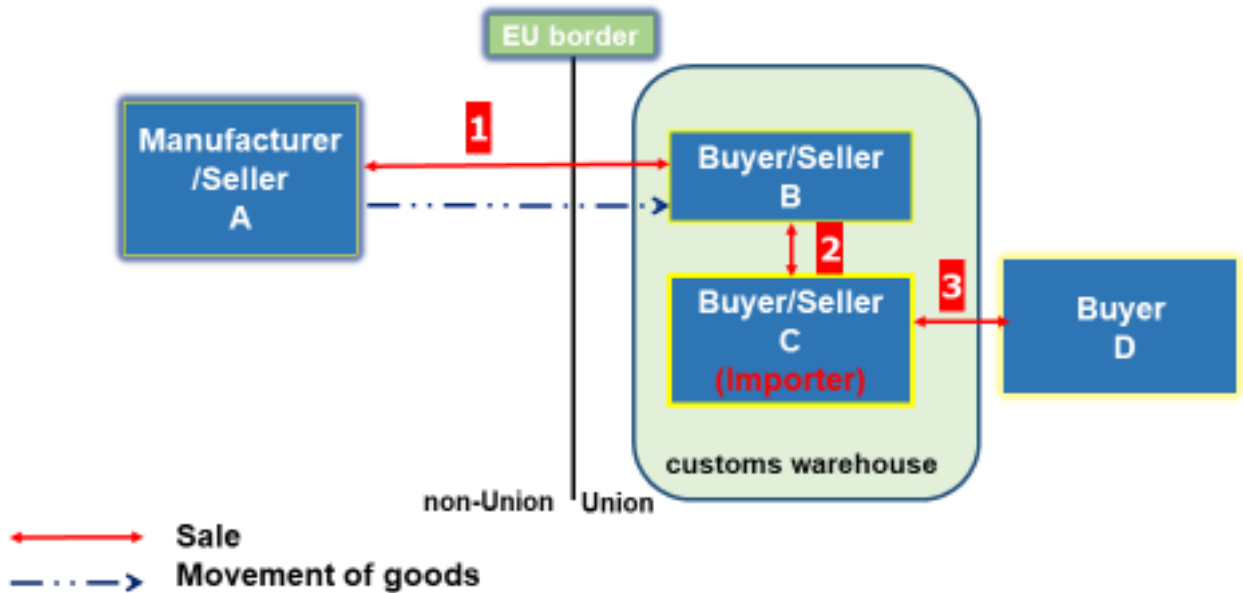 EU border
1
Manufacturer
/Seller
A
Buyer/Seller
B
2
Buyer/Seller
C
(Importer)
3
Buyer
D
customs warehouse
non-Union
Union
Sale
Movement of goods